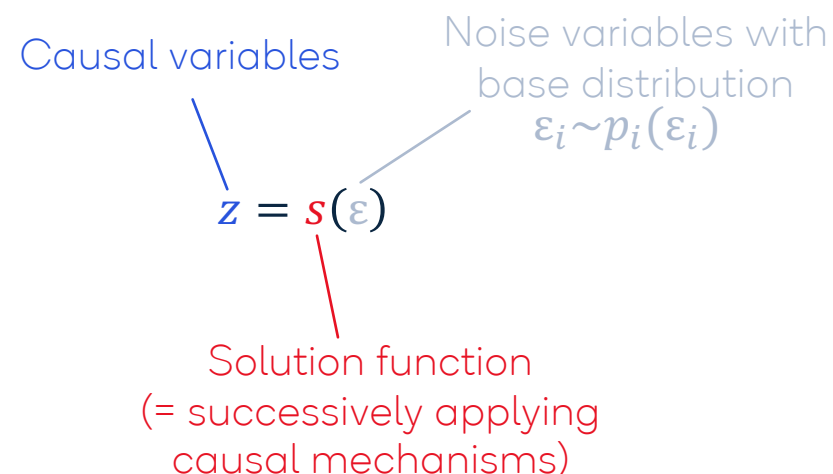 Causal variables
Noise variables with
base distribution
εᵢ~pᵢ(εᵢ)
z = s(ε)
Solution function
(= successively applying
causal mechanisms)